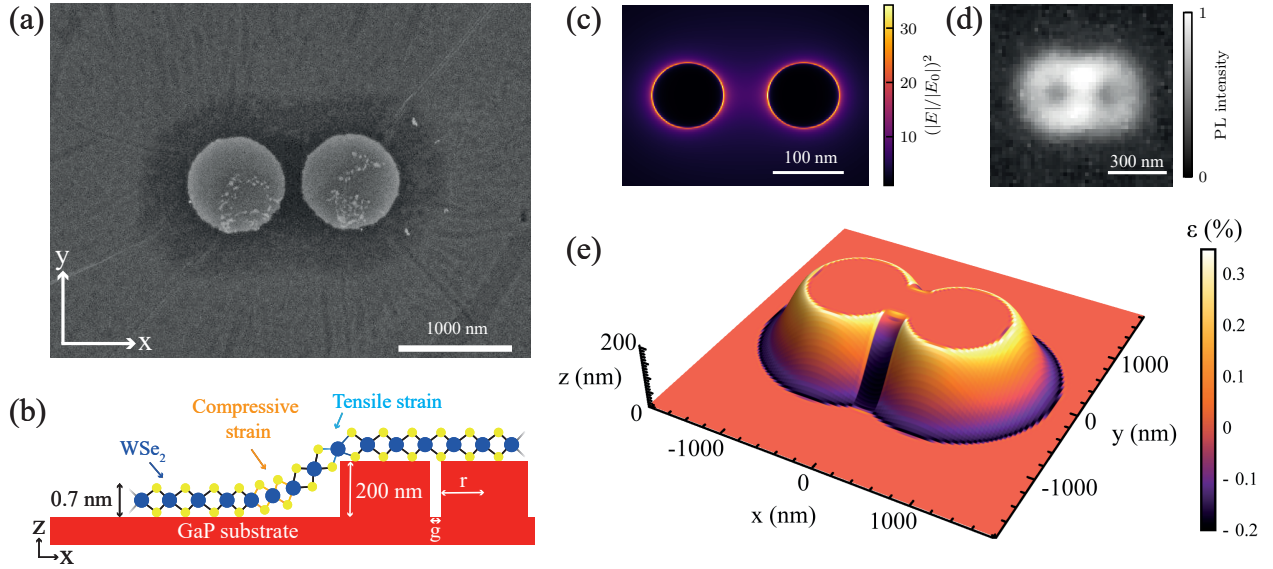 (a)
y
x
1000 nm
(b)
Compressive
strain
Tensile strain
WSe2
0.7 nm
200 nm
r
g
GaP substrate
z
x
(c)
100 nm
30
20
10
(|E|/|E0|)²
(d)
300 nm
1
0
PL intensity
(e)
200
0
z (nm)
-1000
0
1000
x (nm)
1000
0
-1000
y (nm)
ε (%)
0.3
0.2
0.1
0
- 0.1
- 0.2